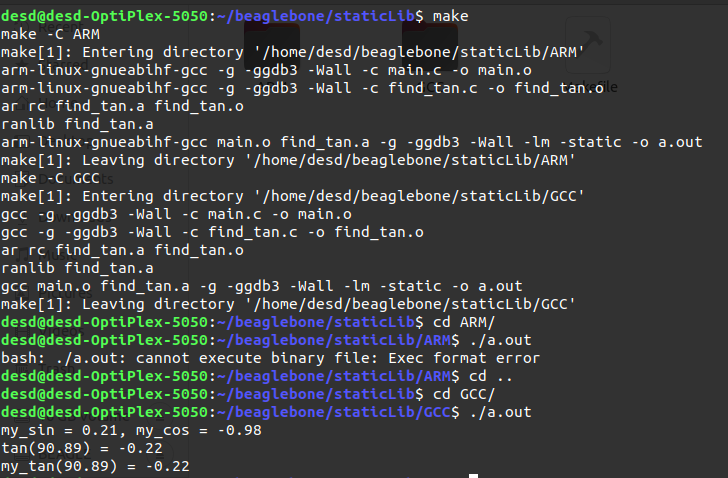 desd@desd-OptiPlex-5050:~/beaglebone/staticLib$ make
make -C ARM
make[1]: Entering directory '/home/desd/beaglebone/staticLib/ARM'
arm-linux-gnueabihf-gcc -g -ggdb3 -Wall -c main.c -o main.o
arm-linux-gnueabihf-gcc -g -ggdb3 -Wall -c find_tan.c -o find_tan.o
ar rc find_tan.a find_tan.o
ranlib find_tan.a
arm-linux-gnueabihf-gcc main.o find_tan.a -g -ggdb3 -Wall -lm -static -o a.out
make[1]: Leaving directory '/home/desd/beaglebone/staticLib/ARM'
make -C GCC
make[1]: Entering directory '/home/desd/beaglebone/staticLib/GCC'
gcc -g -ggdb3 -Wall -c main.c -o main.o
gcc -g -ggdb3 -Wall -c find_tan.c -o find_tan.o
ar rc find_tan.a find_tan.o
ranlib find_tan.a
gcc main.o find_tan.a -g -ggdb3 -Wall -lm -static -o a.out
make[1]: Leaving directory '/home/desd/beaglebone/staticLib/GCC'
desd@desd-OptiPlex-5050:~/beaglebone/staticLib$ cd ARM/
desd@desd-OptiPlex-5050:~/beaglebone/staticLib/ARM$ ./a.out
bash: ./a.out: cannot execute binary file: Exec format error
desd@desd-OptiPlex-5050:~/beaglebone/staticLib/ARM$ cd ..
desd@desd-OptiPlex-5050:~/beaglebone/staticLib$ cd GCC/
desd@desd-OptiPlex-5050:~/beaglebone/staticLib/GCC$ ./a.out
my_sin = 0.21, my_cos = -0.98
tan(90.89) = -0.22
my_tan(90.89) = -0.22